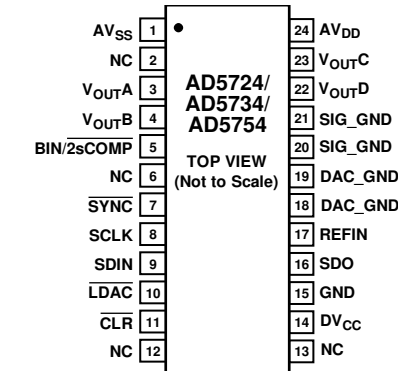 AVSS 1
NC 2
VOUTA 3
VOUTB 4
BIN/2sCOMP 5
NC 6
SYNC 7
SCLK 8
SDIN 9
LDAC 10
CLR 11
NC 12
AD5724/
AD5734/
AD5754
TOP VIEW
(Not to Scale)
24 AVDD
23 VOUTC
22 VOUTD
21 SIG_GND
20 SIG_GND
19 DAC_GND
18 DAC_GND
17 REFIN
16 SDO
15 GND
14 DVCC
13 NC